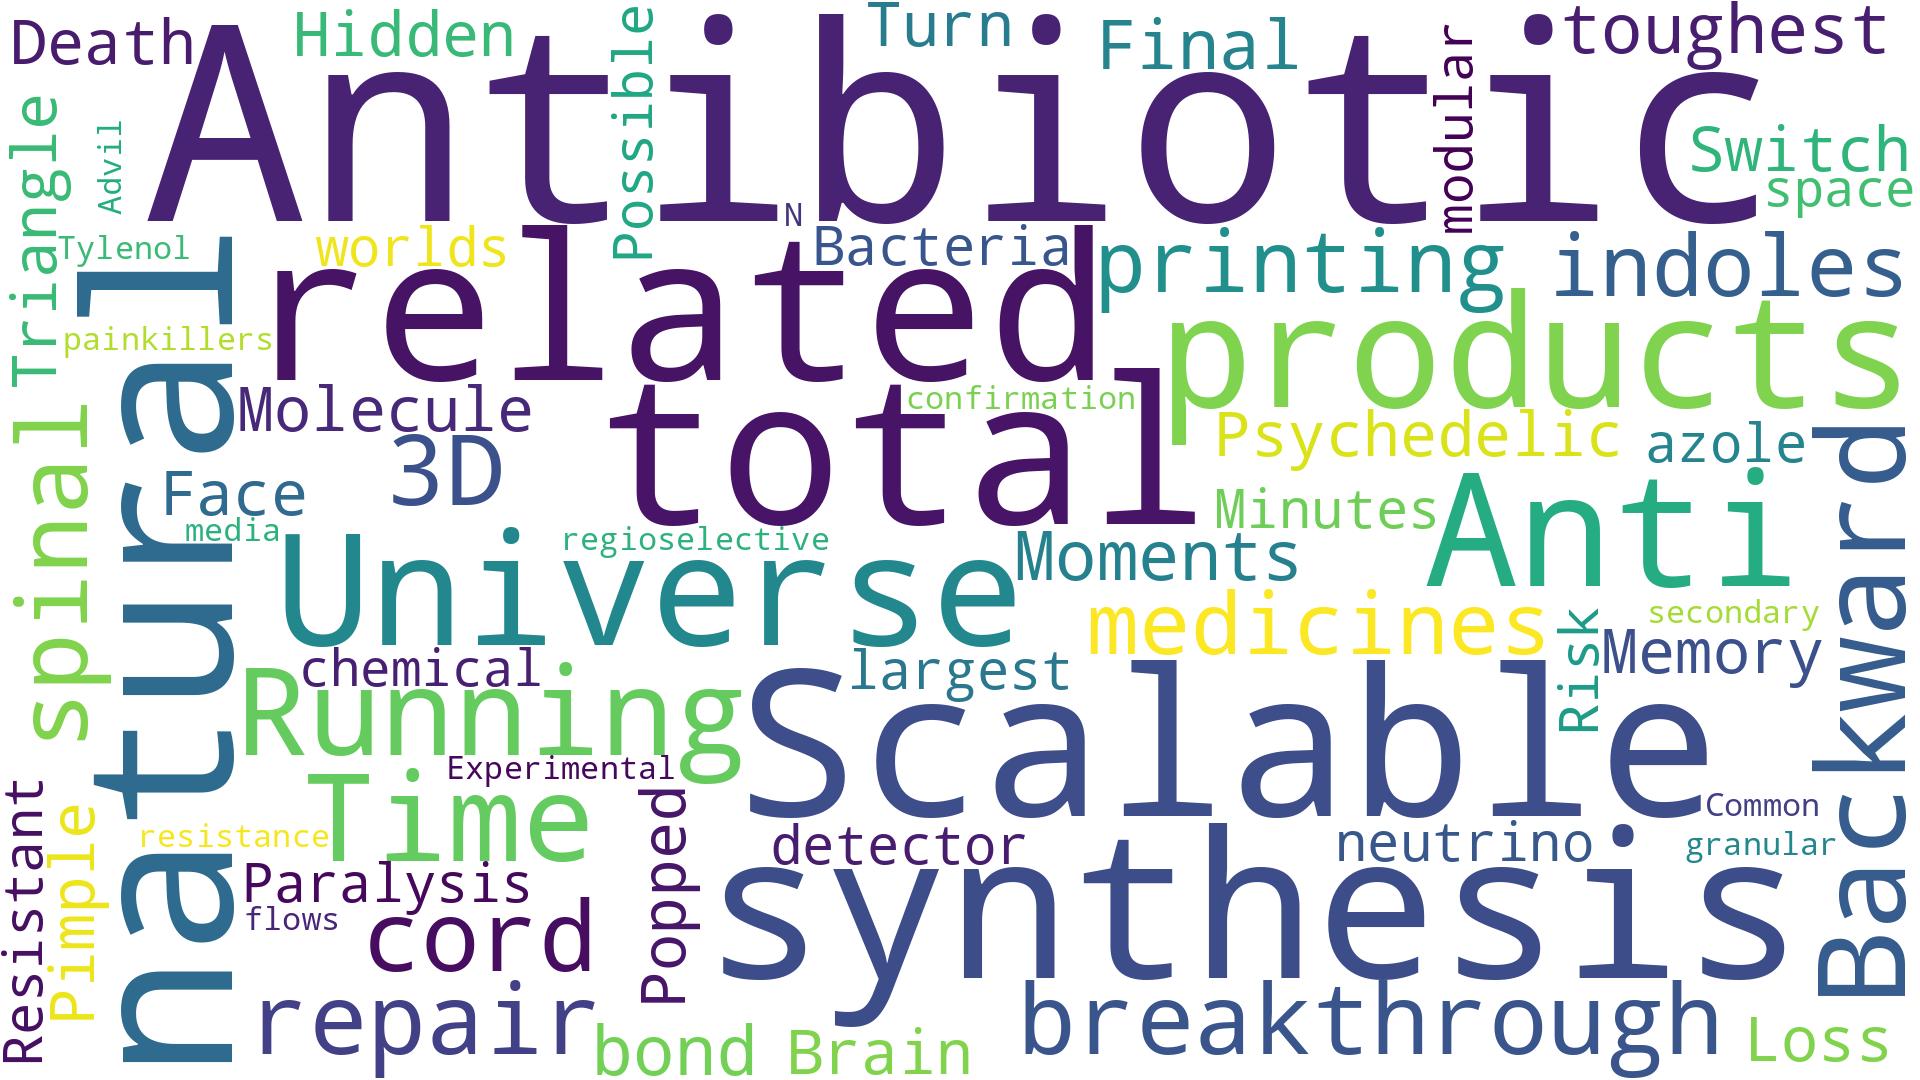 Death
Hidden
Turn
Final
toughest
Antibiotic
Possible
modular
Triangle
Advil
Switch
space
N
Tylenol
worlds
Bacteria
printing
indoles
related
natural
products
painkillers
Molecule
confirmation
total
3D
Psychedelic
azole
Backward
spinal
Face
Minutes
Anti
media
Universe
regioselective
Moments
medicines
Risk
secondary
Memory
chemical
largest
Running
Scalable
Experimental
Time
Resistant
Pimple
resistance
Popped
detector
neutrino
Common
granular
synthesis
Paralysis
flows
cord
repair
bond
Brain
breakthrough
Loss